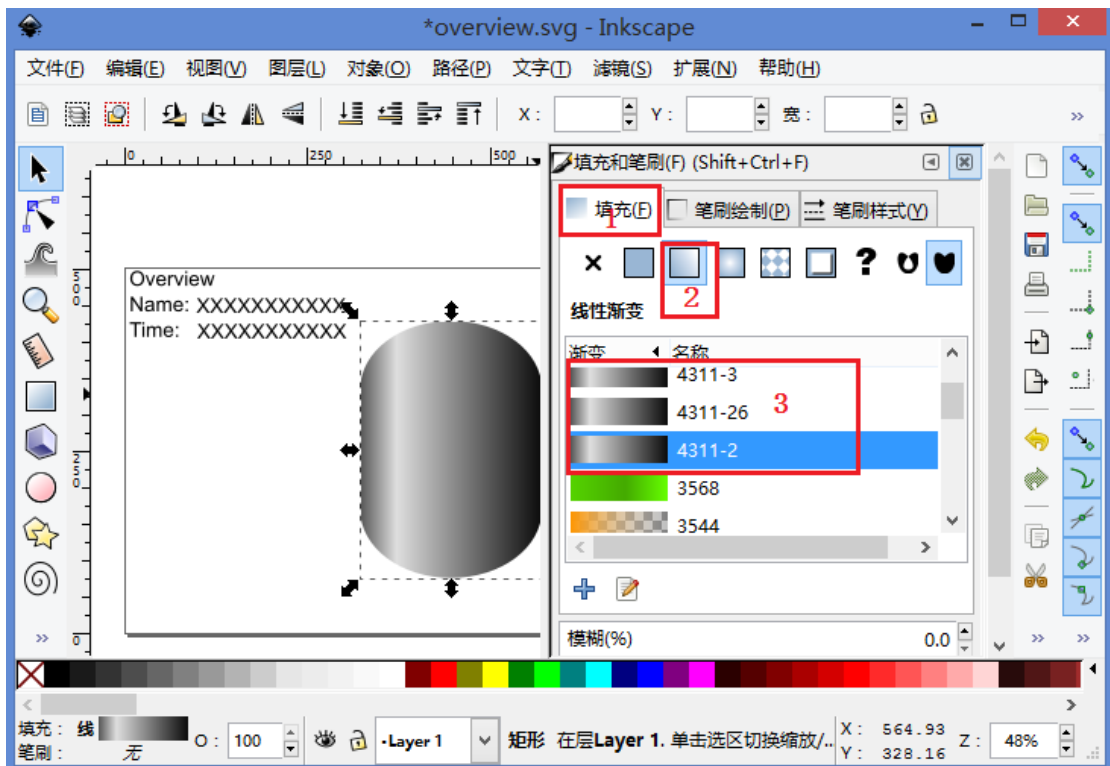 *overview.svg - Inkscape
文件(F) 编辑(E) 视图(V) 图层(L) 对象(O) 路径(P) 文字(T) 滤镜(S) 扩展(N) 帮助(H)
X: Y: 宽:
0 250 500
填充和笔刷(F) (Shift+Ctrl+F)
填充(F) 笔刷绘制(P) 笔刷样式(Y)
1
?
2
线性渐变
渐变 名称
4311-3
4311-26 3
4311-2
3568
3544
模糊(%) 0.0
500
250
0
Overview
Name: XXXXXXXXXXX
Time: XXXXXXXXXXX
填充: 线 O: 100 ·Layer 1 矩形 在层Layer 1. 单击选区切换缩放/.. X: 564.93 Z: 48%
笔刷: 无 Y: 328.16